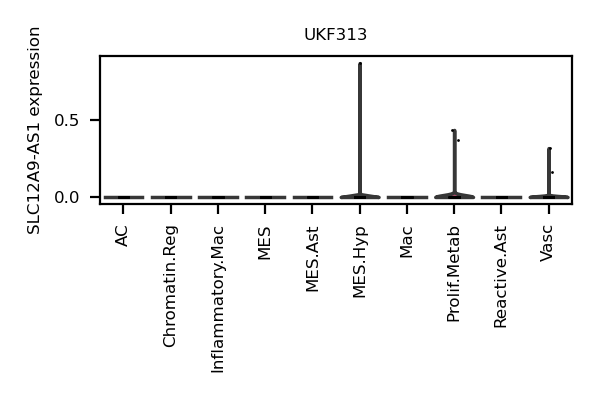 UKF313
SLC12A9-AS1 expression
0.5
0.0
AC
Chromatin.Reg
Inflammatory.Mac
MES
MES.Ast
MES.Hyp
Mac
Prolif.Metab
Reactive.Ast
Vasc